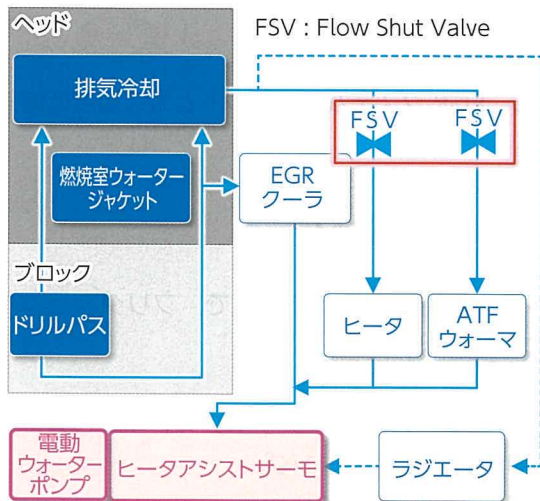 ヘッド
FSV : Flow Shut Valve
排気冷却
FSV
FSV
燃焼室ウォーター
ジャケット
EGR
クーラ
ブロック
ドリルパス
ヒータ
ATF
ウォーマ
電動
ウォーター
ポンプ
ヒータアシストサーモ
ラジエータ